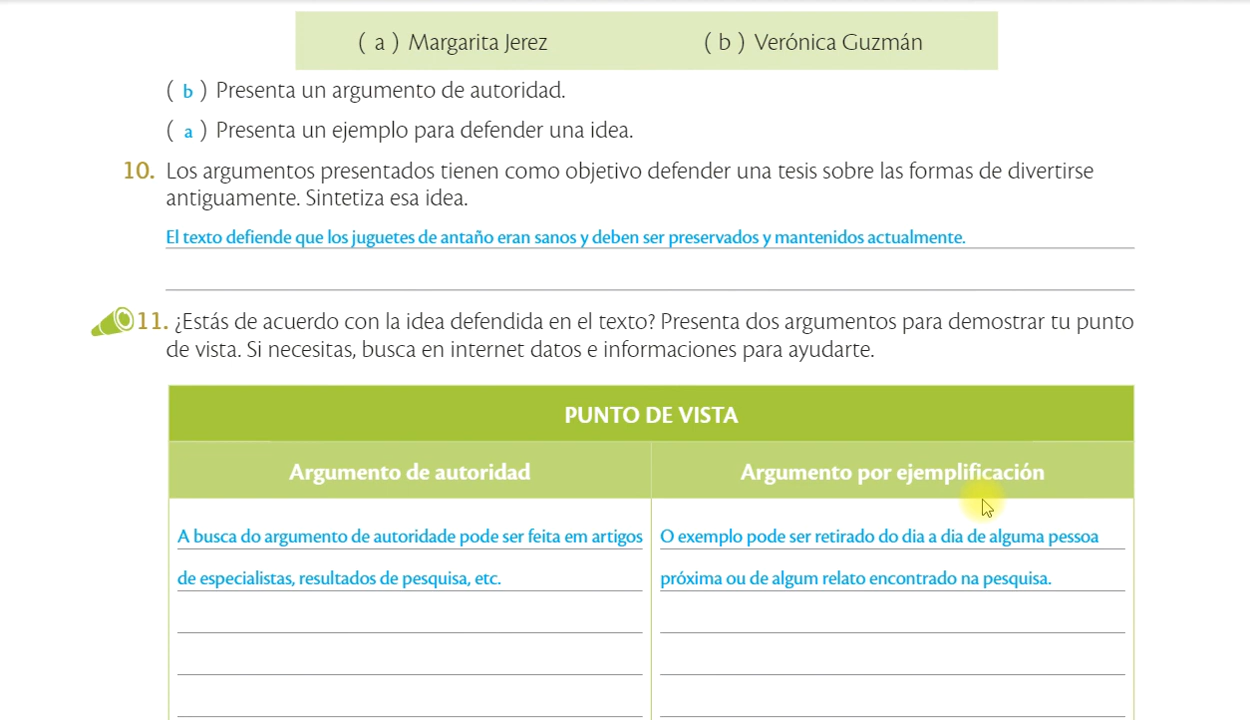 ( a ) Margarita Jerez ( b ) Verónica Guzmán
( b ) Presenta un argumento de autoridad.
( a ) Presenta un ejemplo para defender una idea.
10. Los argumentos presentados tienen como objetivo defender una tesis sobre las formas de divertirse
antiguamente. Sintetiza esa idea.
El texto defiende que los juguetes de antaño eran sanos y deben ser preservados y mantenidos actualmente.
11. ¿Estás de acuerdo con la idea defendida en el texto? Presenta dos argumentos para demostrar tu punto
de vista. Si necesitas, busca en internet datos e informaciones para ayudarte.
PUNTO DE VISTA
Argumento de autoridad
Argumento por ejemplificación
A busca do argumento de autoridade pode ser feita em artigos
de especialistas, resultados de pesquisa, etc.
O exemplo pode ser retirado do dia a dia de alguma pessoa
próxima ou de algum relato encontrado na pesquisa.